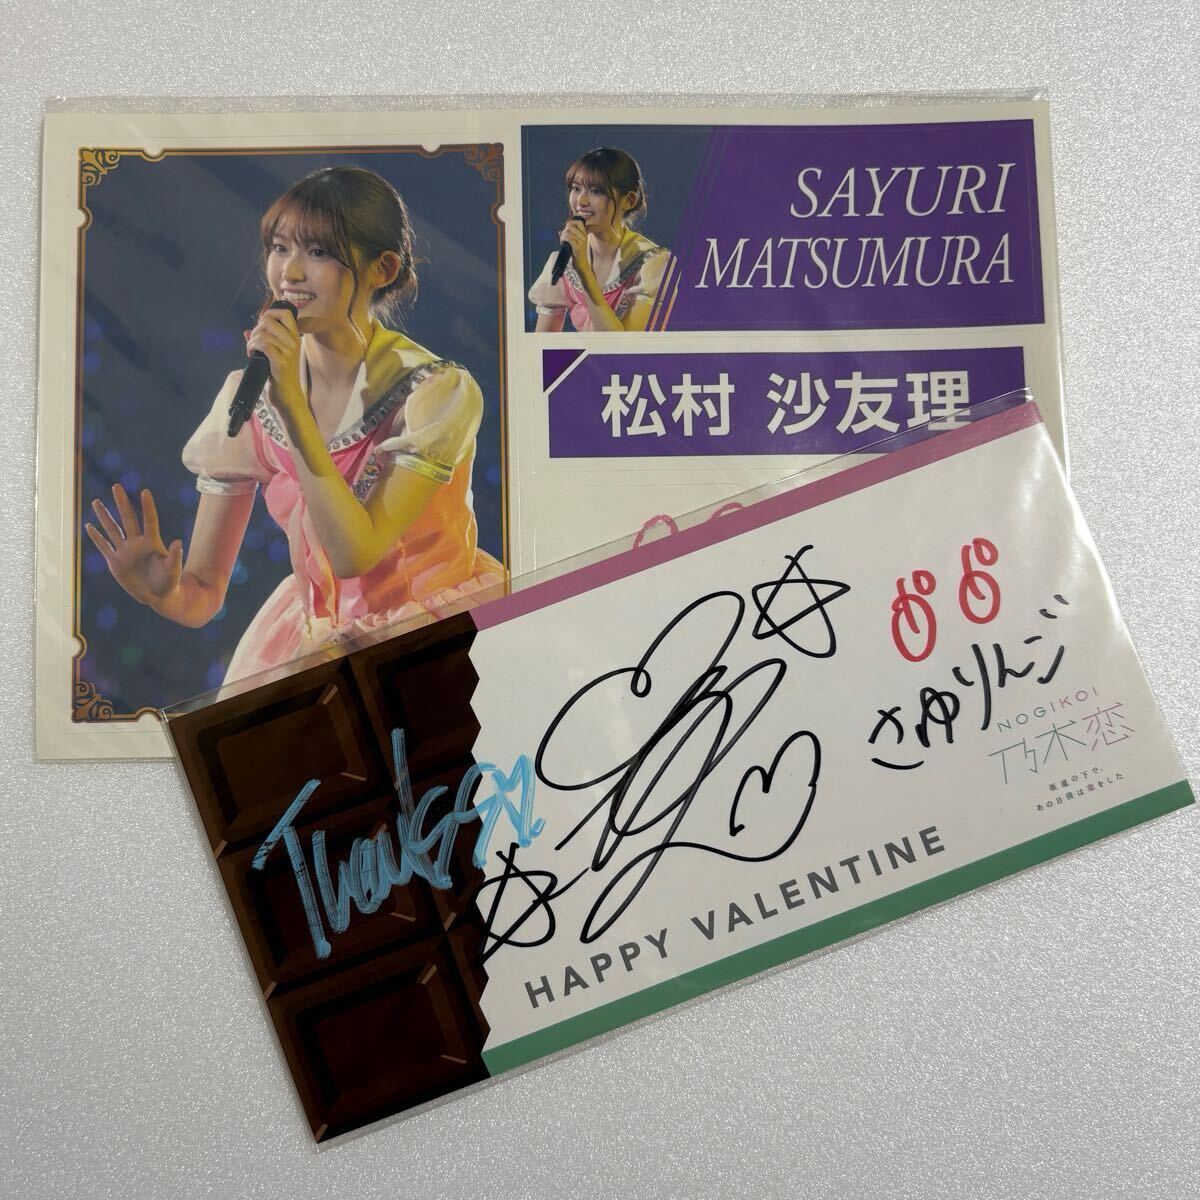 SAYURI
MATSUMURA
松村 沙友理
さゆりんご
NOGIKOI
乃木恋
坂道の下で、
あの日僕は恋をした
HAPPY VALENTINE